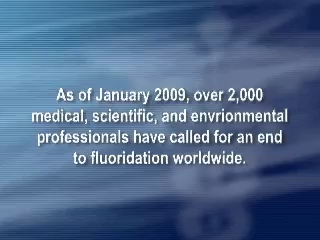 As of January 2009, over 2,000
medical, scientific, and envrionmental
professionals have called for an end
to fluoridation worldwide.